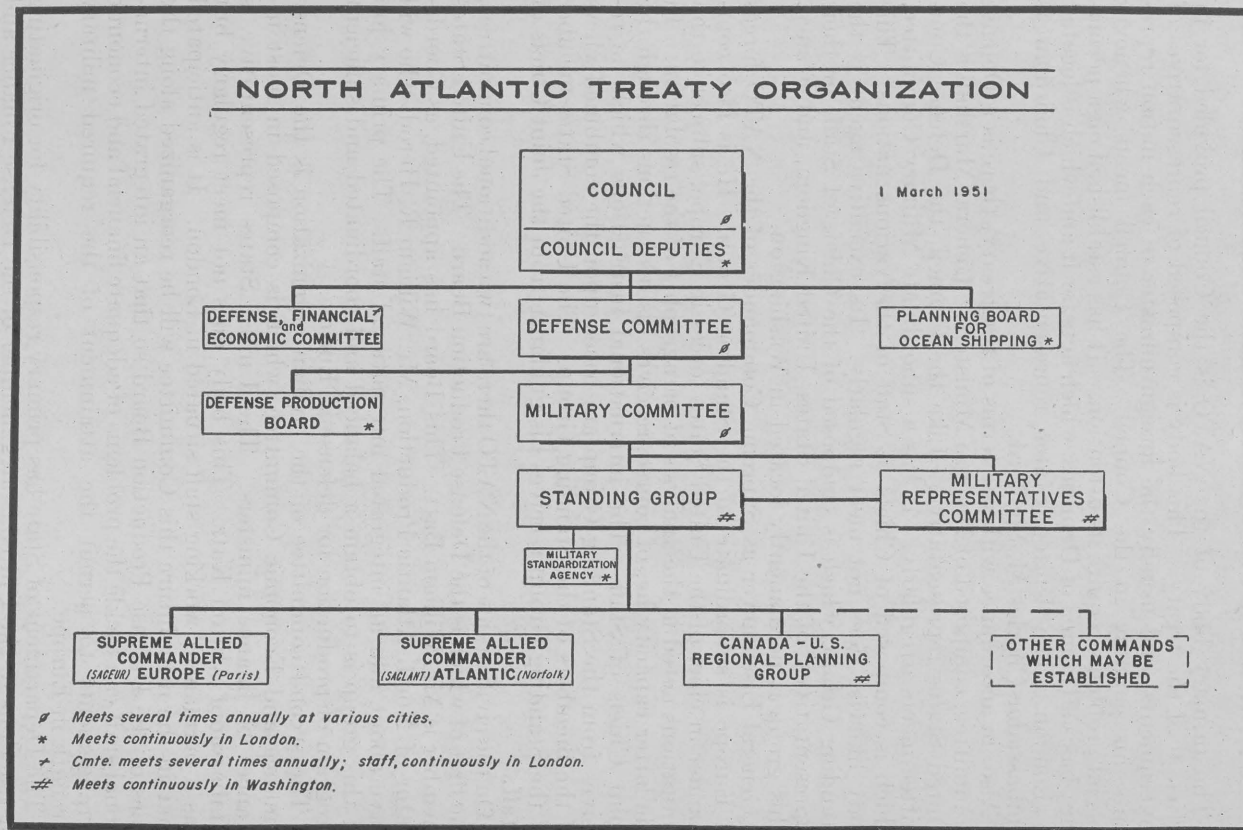 NORTH ATLANTIC TREATY ORGANIZATION
1 March 1951
COUNCIL
ø
COUNCIL DEPUTIES
*
DEFENSE, FINANCIAL ≁
and
ECONOMIC COMMITTEE
DEFENSE COMMITTEE
ø
PLANNING BOARD
FOR
OCEAN SHIPPING *
DEFENSE PRODUCTION
BOARD *
MILITARY COMMITTEE
ø
STANDING GROUP
#
MILITARY
REPRESENTATIVES
COMMITTEE #
MILITARY
STANDARDIZATION
AGENCY *
SUPREME ALLIED
COMMANDER
(SACEUR) EUROPE (Paris)
SUPREME ALLIED
COMMANDER
(SACLANT) ATLANTIC (Norfolk)
CANADA – U. S.
REGIONAL PLANNING
GROUP #
OTHER COMMANDS
WHICH MAY BE
ESTABLISHED
ø Meets several times annually at various cities.
* Meets continuously in London.
≁ Cmte. meets several times annually; staff, continuously in London.
# Meets continuously in Washington.